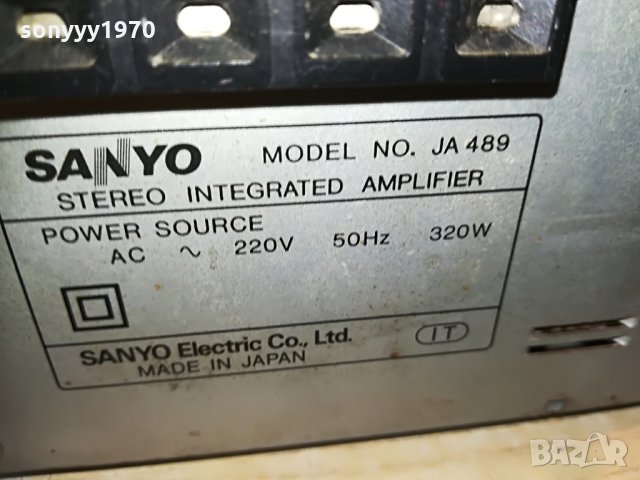 sonyyy1970
SANYO MODEL NO. JA 489
STEREO INTEGRATED AMPLIFIER
POWER SOURCE
AC ~ 220V 50Hz 320W
SANYO Electric Co., Ltd. IT
MADE IN JAPAN
BAZAR